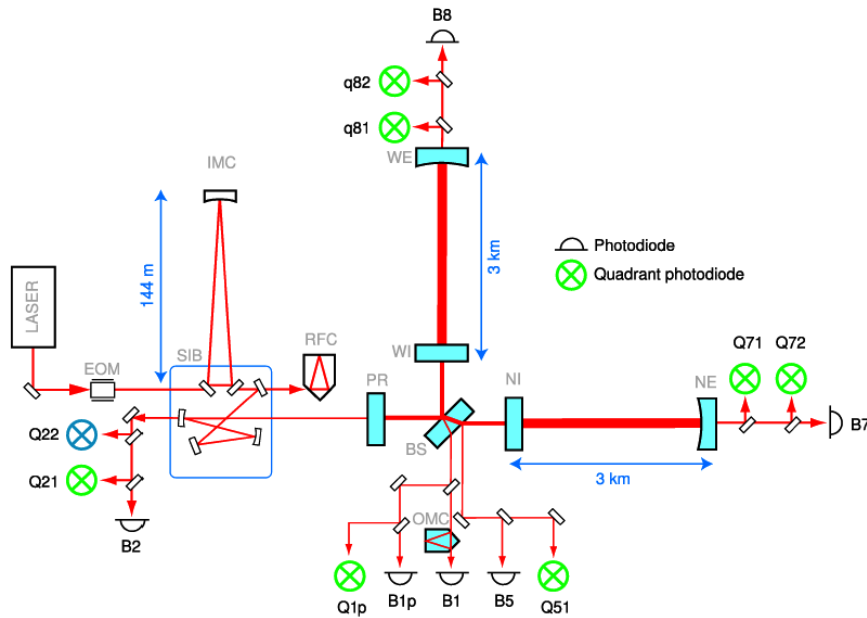 B8
q82
q81
WE
IMC
3 km
144 m
Photodiode
Quadrant photodiode
LASER
EOM
SIB
RFC
WI
PR
NI
NE
Q71
Q72
B7
BS
3 km
Q22
Q21
B2
OMC
Q1p
B1p
B1
B5
Q51